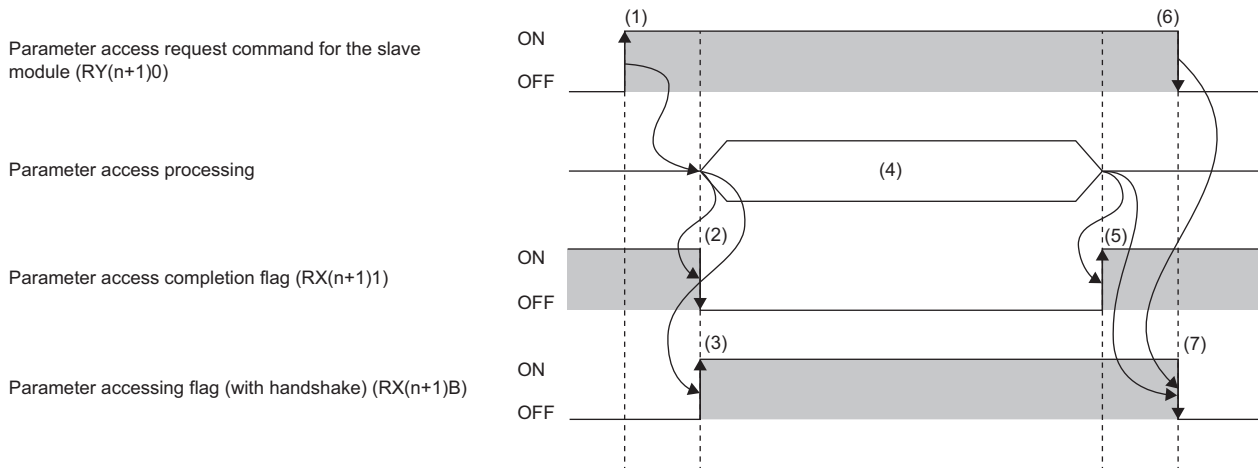 (1)
(6)
Parameter access request command for the slave
module (RY(n+1)0)
ON
OFF
Parameter access processing
(4)
(2)
(5)
Parameter access completion flag (RX(n+1)1)
ON
OFF
(3)
(7)
Parameter accessing flag (with handshake) (RX(n+1)B)
ON
OFF